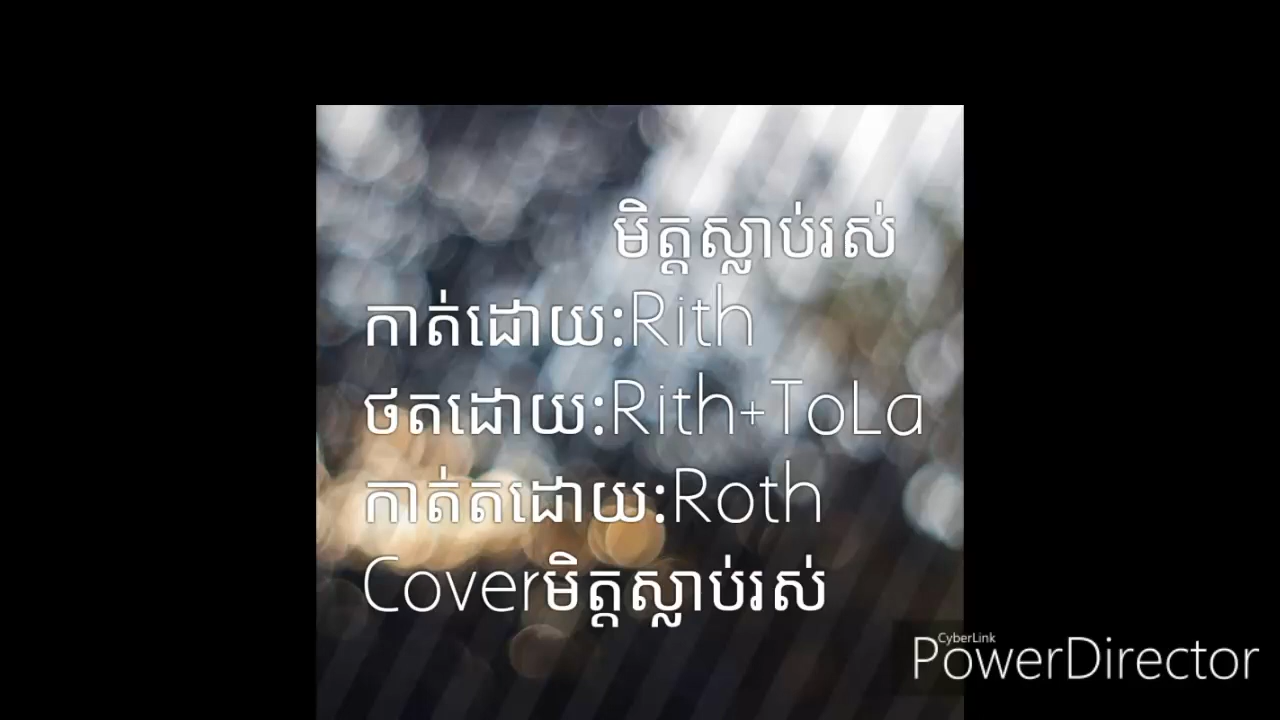 មិត្តស្លាប់រស់
កាត់ដោយ:Rith
ថតដោយ:Rith+ToLa
កាត់តដោយ:Roth
Coverមិត្តស្លាប់រស់
CyberLink
PowerDirector